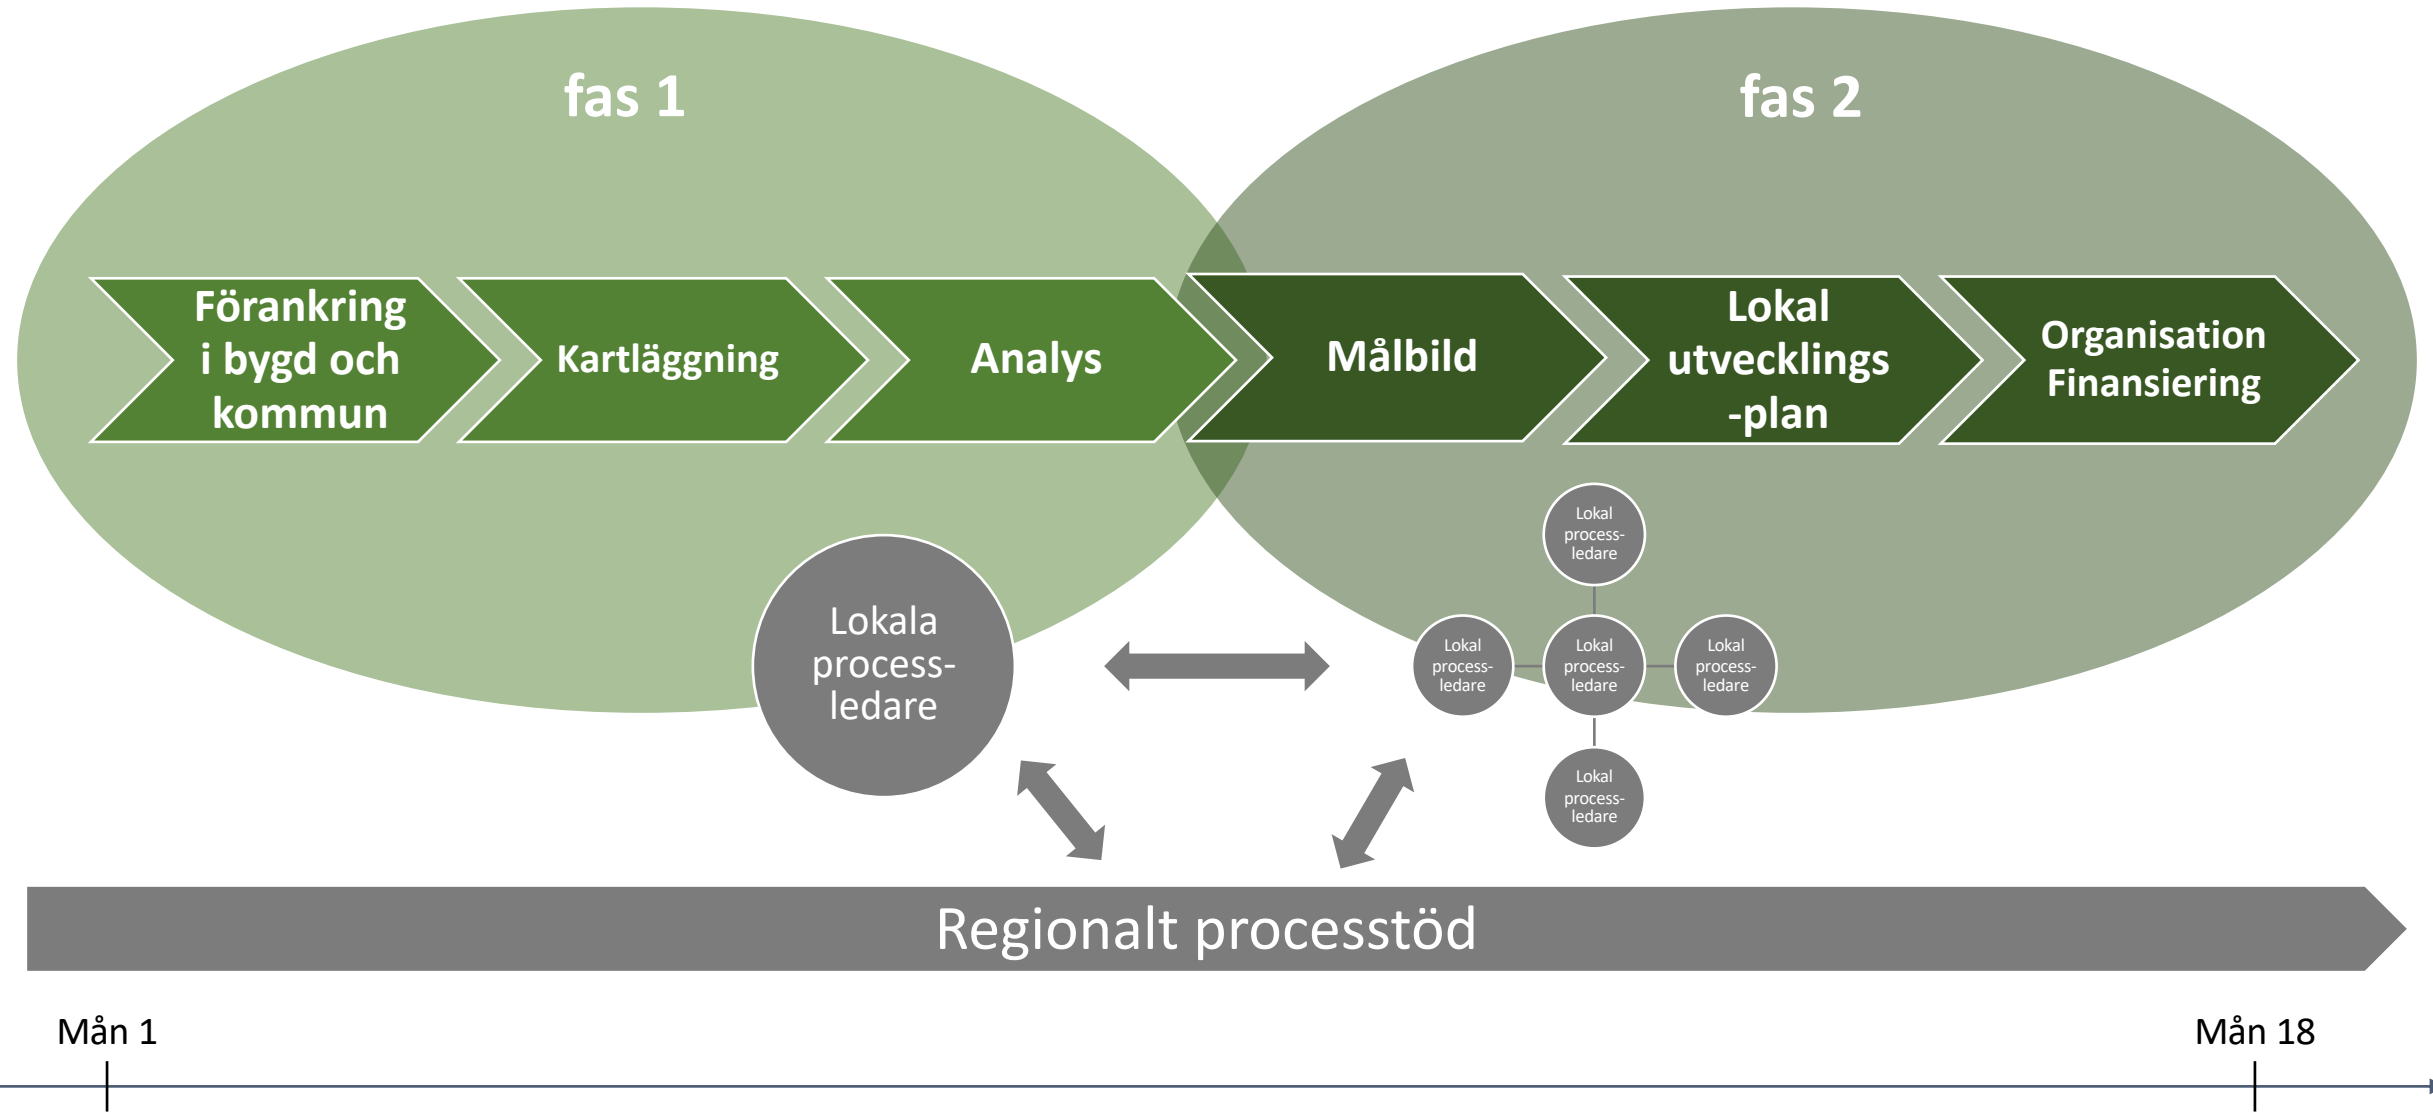 fas 1
fas 2
Förankring
i bygd och
kommun
Kartläggning
Analys
Målbild
Lokal
utvecklings
-plan
Organisation
Finansiering
Lokala
process-
ledare
Lokal
process-
ledare
Lokal
process-
ledare
Lokal
process-
ledare
Lokal
process-
ledare
Lokal
process-
ledare
Regionalt processtöd
Mån 1
Mån 18